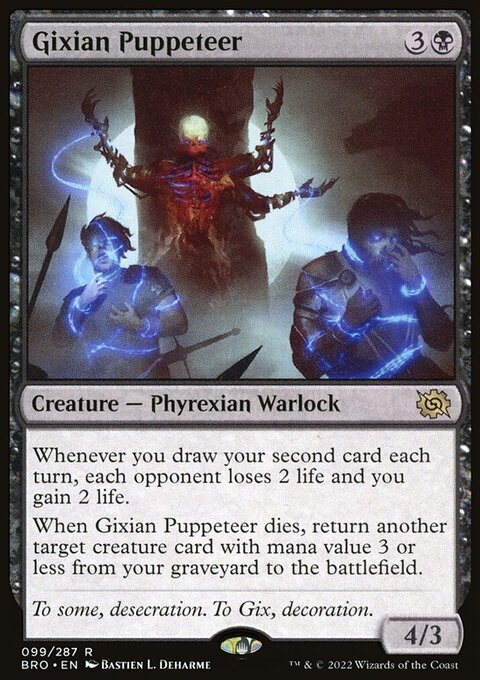 Gixian Puppeteer 3
Creature — Phyrexian Warlock
Whenever you draw your second card each
turn, each opponent loses 2 life and you
gain 2 life.
When Gixian Puppeteer dies, return another
target creature card with mana value 3 or
less from your graveyard to the battlefield.
To some, desecration. To Gix, decoration.
4/3
099/287 R
BRO • EN Bastien L. Deharme ™ & © 2022 Wizards of the Coast